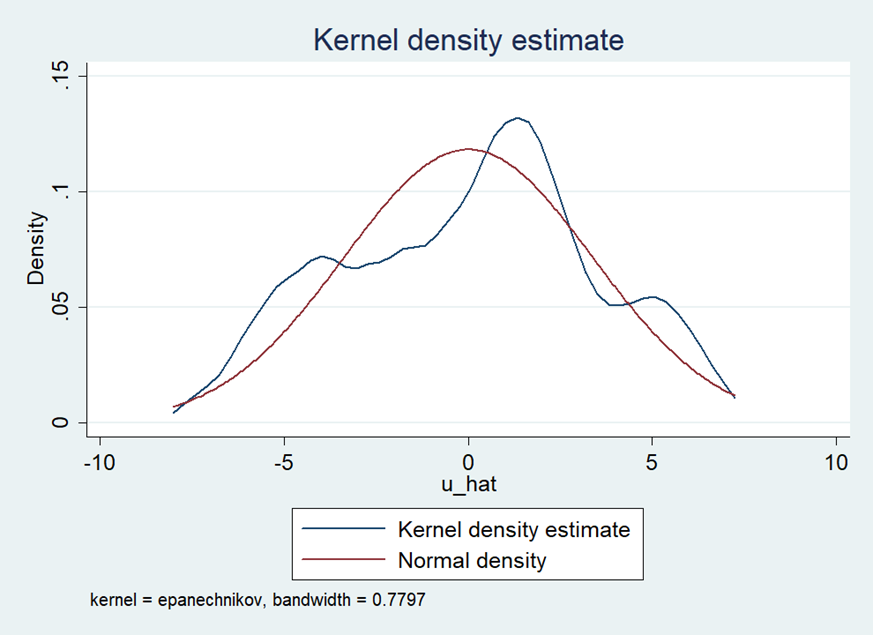 Kernel density estimate
.15
.1
.05
0
Density
-10 -5 0 5 10
u_hat
Kernel density estimate
Normal density
kernel = epanechnikov, bandwidth = 0.7797